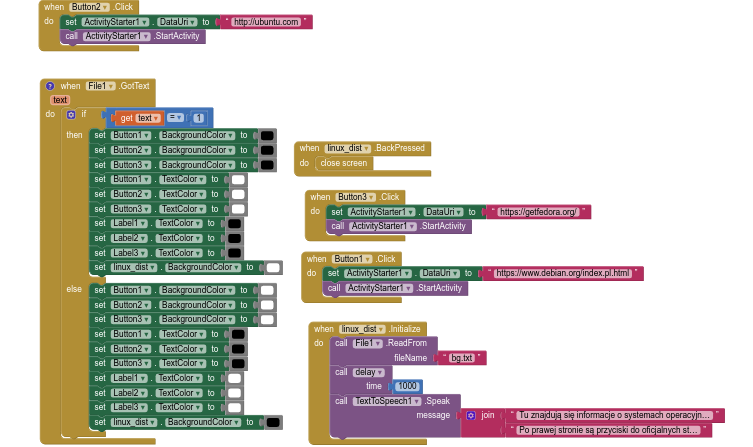 when Button2 .Click
do set ActivityStarter1 . DataUri to " http://ubuntu.com "
call ActivityStarter1 .StartActivity
? when File1 .GotText
text
do if get text = 1
then set Button1 . BackgroundColor to
set Button2 . BackgroundColor to
set Button3 . BackgroundColor to
set Button1 . TextColor to
set Button2 . TextColor to
set Button3 . TextColor to
set Label1 . TextColor to
set Label2 . TextColor to
set Label3 . TextColor to
set linux_dist . BackgroundColor to
else set Button1 . BackgroundColor to
set Button2 . BackgroundColor to
set Button3 . BackgroundColor to
set Button1 . TextColor to
set Button2 . TextColor to
set Button3 . TextColor to
set Label1 . TextColor to
set Label2 . TextColor to
set Label3 . TextColor to
set linux_dist . BackgroundColor to
when linux_dist .BackPressed
do close screen
when Button3 .Click
do set ActivityStarter1 . DataUri to " https://getfedora.org/ "
call ActivityStarter1 .StartActivity
when Button1 .Click
do set ActivityStarter1 . DataUri to " https://www.debian.org/index.pl.html "
call ActivityStarter1 .StartActivity
when linux_dist .Initialize
do call File1 .ReadFrom
fileName " bg.txt "
call delay
time 1000
call TextToSpeech1 .Speak
message join " Tu znajdują się informacje o systemach operacyjn... "
" Po prawej stronie są przyciski do oficjalnych st... "